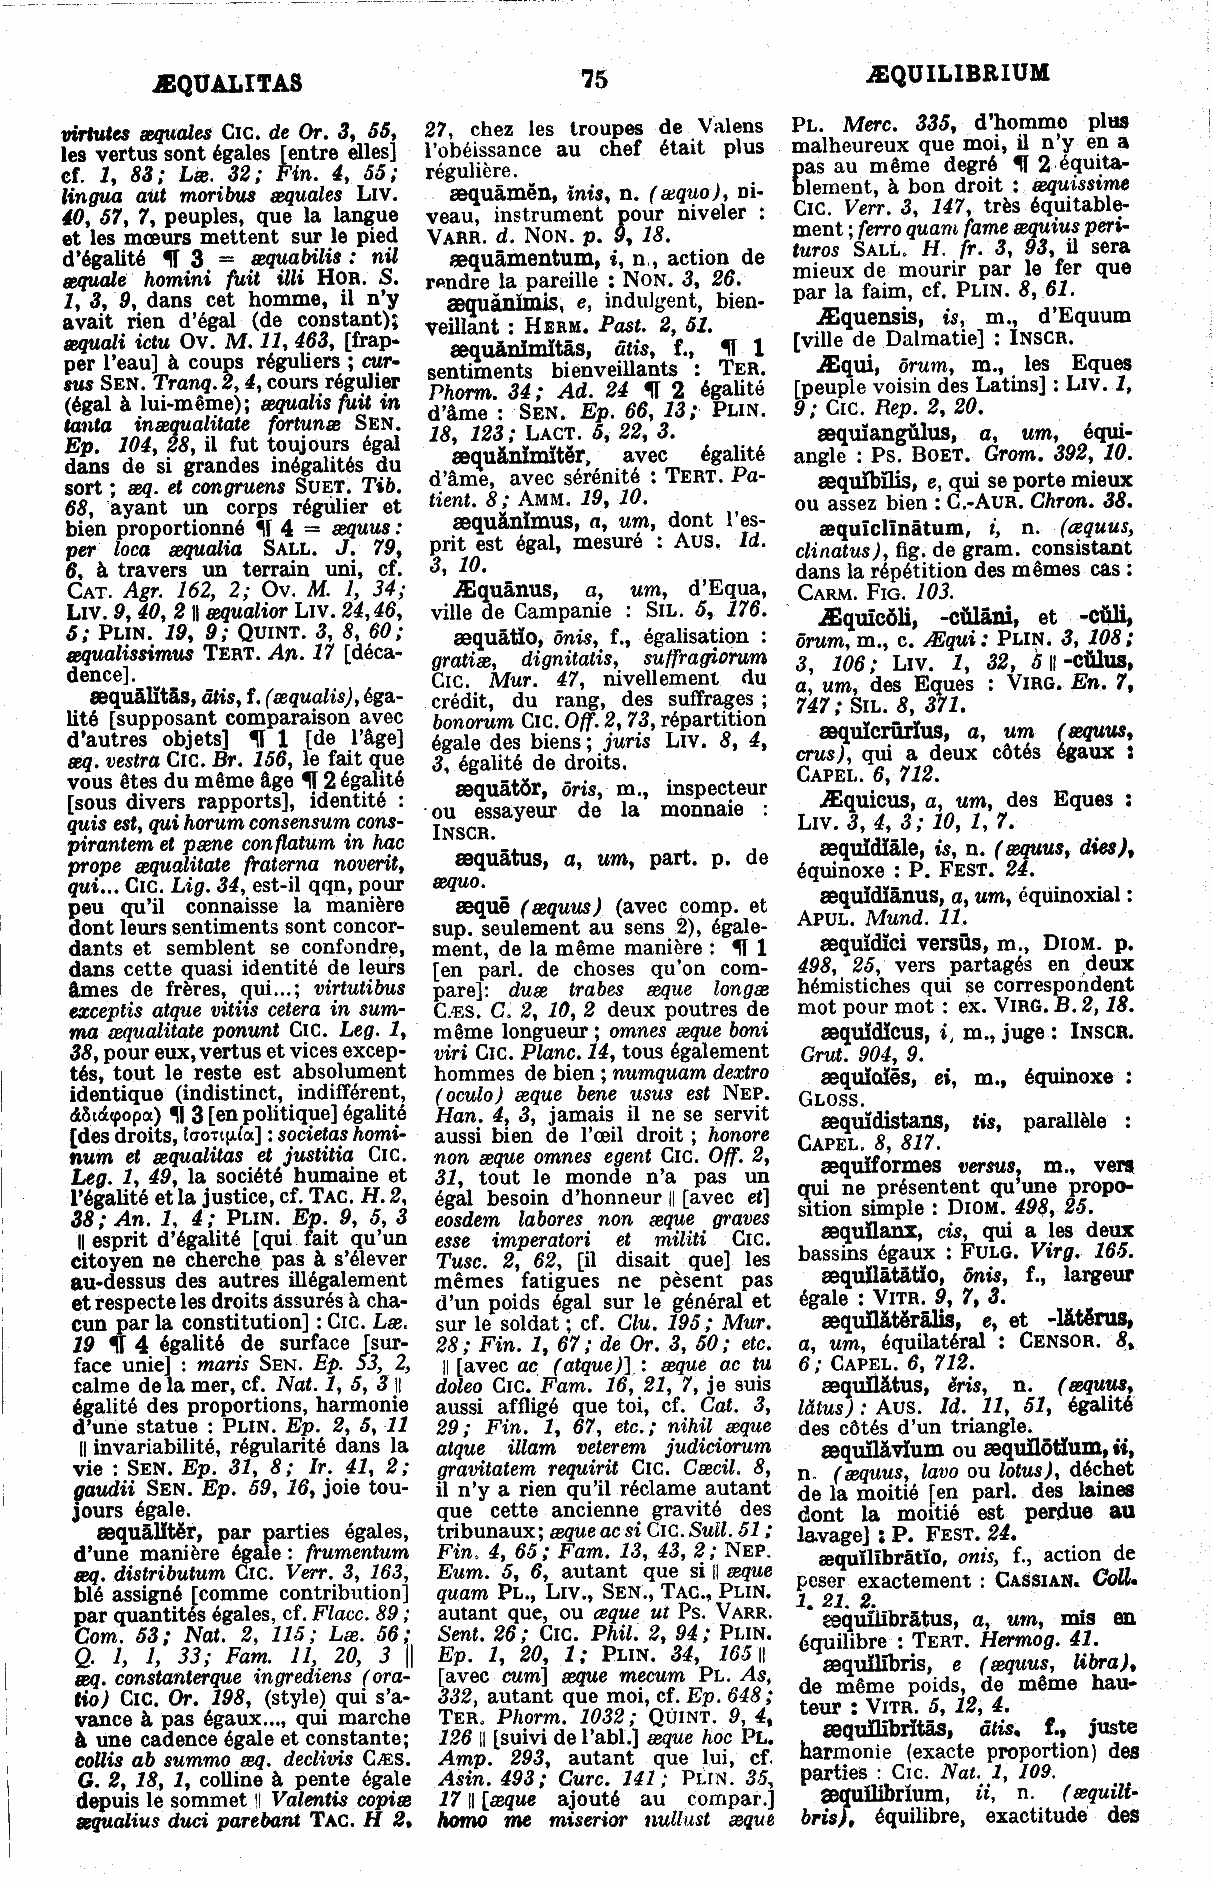 ÆQUALITAS
75
ÆQUILIBRIUM
virtutes æquales CIC. de Or. 3, 55,
les vertus sont égales [entre elles]
cf. 1, 83; Læ. 32; Fin. 4, 55;
lingua aut moribus æquales LIV.
40, 57, 7, peuples, que la langue
et les mœurs mettent sur le pied
d'égalité ¶ 3 = æquabilis : nil
æquale homini fuit illi HOR. S.
1, 3, 9, dans cet homme, il n'y
avait rien d'égal (de constant);
æquali ictu OV. M. 11, 463, [frap-
per l'eau] à coups réguliers ; cur-
sus SEN. Tranq. 2, 4, cours régulier
(égal à lui-même); æqualis fuit in
tanta inæqualitate fortunæ SEN.
Ep. 104, 28, il fut toujours égal
dans de si grandes inégalités du
sort ; æq. et congruens SUET. Tib.
68, ayant un corps régulier et
bien proportionné ¶ 4 = æquus :
per loca æqualia SALL. J. 79,
6, à travers un terrain uni, cf.
CAT. Agr. 162, 2; OV. M. 1, 34;
LIV. 9, 40, 2 || æqualior LIV. 24, 46,
5; PLIN. 19, 9; QUINT. 3, 8, 60;
æqualissimus TERT. An. 17 [déca-
dence].
æquālĭtās, ātis, f. (æqualis), éga-
lité [supposant comparaison avec
d'autres objets] ¶ 1 [de l'âge]
æq. vestra CIC. Br. 156, le fait que
vous êtes du même âge ¶ 2 égalité
[sous divers rapports], identité :
quis est, qui horum consensum cons-
pirantem et pæne conflatum in hac
prope æqualitate fraterna noverit,
qui... CIC. Lig. 34, est-il qqn, pour
peu qu'il connaisse la manière
dont leurs sentiments sont concor-
dants et semblent se confondre,
dans cette quasi identité de leurs
âmes de frères, qui...; virtutibus
exceptis atque vitiis cetera in sum-
ma æqualitate ponunt CIC. Leg. 1,
38, pour eux, vertus et vices excep-
tés, tout le reste est absolument
identique (indistinct, indifférent,
ἀδιάφορα) ¶ 3 [en politique] égalité
[des droits, ἰσοτιμία] : societas homi-
num et æqualitas et justitia CIC.
Leg. 1, 49, la société humaine et
l'égalité et la justice, cf. TAC. H. 2,
38; An. 1, 4; PLIN. Ep. 9, 5, 3
|| esprit d'égalité [qui fait qu'un
citoyen ne cherche pas à s'élever
au-dessus des autres illégalement
et respecte les droits assurés à cha-
cun par la constitution] : CIC. Læ.
19 ¶ 4 égalité de surface [sur-
face unie] : maris SEN. Ep. 53, 2,
calme de la mer, cf. Nat. 1, 5, 3 ||
égalité des proportions, harmonie
d'une statue : PLIN. Ep. 2, 5, 11
|| invariabilité, régularité dans la
vie : SEN. Ep. 31, 8; Ir. 41, 2;
gaudii SEN. Ep. 59, 16, joie tou-
jours égale.
æquālĭtĕr, par parties égales,
d'une manière égale : frumentum
æq. distributum CIC. Verr. 3, 163,
blé assigné [comme contribution]
par quantités égales, cf. Flacc. 89 ;
Com. 53; Nat. 2, 115; Læ. 56;
Q. 1, 1, 33; Fam. 11, 20, 3 ||
æq. constanterque ingrediens (ora-
tio) CIC. Or. 198, (style) qui s'a-
vance à pas égaux..., qui marche
à une cadence égale et constante;
collis ab summo æq. declivis CÆS.
G. 2, 18, 1, colline à pente égale
depuis le sommet || Valentis copiæ
æqualius duci parebant TAC. H 2,
27, chez les troupes de Valens
l'obéissance au chef était plus
régulière.
æquāmĕn, ĭnis, n. (æquo), ni-
veau, instrument pour niveler :
VARR. d. NON. p. 9, 18.
æquāmentum, i, n., action de
rendre la pareille : NON. 3, 26.
æquănĭmis, e, indulgent, bien-
veillant : HERM. Past. 2, 51.
æquănĭmĭtās, ātis, f., ¶ 1
sentiments bienveillants : TER.
Phorm. 34; Ad. 24 ¶ 2 égalité
d'âme : SEN. Ep. 66, 13; PLIN.
18, 123; LACT. 5, 22, 3.
æquănĭmĭtĕr, avec égalité
d'âme, avec sérénité : TERT. Pa-
tient. 8; AMM. 19, 10.
æquănĭmus, a, um, dont l'es-
prit est égal, mesuré : AUS. Id.
3, 10.
Æquānus, a, um, d'Equa,
ville de Campanie : SIL. 5, 176.
æquātĭo, ōnis, f., égalisation :
gratiæ, dignitatis, suffragiorum
CIC. Mur. 47, nivellement du
crédit, du rang, des suffrages ;
bonorum CIC. Off. 2, 73, répartition
égale des biens; juris LIV. 8, 4,
3, égalité de droits.
æquātŏr, ōris, m., inspecteur
ou essayeur de la monnaie :
INSCR.
æquātus, a, um, part. p. de
æquo.
æquē (æquus) (avec comp. et
sup. seulement au sens 2), égale-
ment, de la même manière : ¶ 1
[en parl. de choses qu'on com-
pare]: duæ trabes æque longæ
CÆS. C. 2, 10, 2 deux poutres de
même longueur ; omnes æque boni
viri CIC. Planc. 14, tous également
hommes de bien ; numquam dextro
(oculo) æque bene usus est NEP.
Han. 4, 3, jamais il ne se servit
aussi bien de l'œil droit ; honore
non æque omnes egent CIC. Off. 2,
31, tout le monde n'a pas un
égal besoin d'honneur || [avec et]
eosdem labores non æque graves
esse imperatori et militi CIC.
Tusc. 2, 62, [il disait que] les
mêmes fatigues ne pèsent pas
d'un poids égal sur le général et
sur le soldat ; cf. Clu. 195; Mur.
28; Fin. 1, 67; de Or. 3, 50; etc.
|| [avec ac (atque)] : æque ac tu
doleo CIC. Fam. 16, 21, 7, je suis
aussi affligé que toi, cf. Cat. 3,
29; Fin. 1, 67, etc.; nihil æque
atque illam veterem judiciorum
gravitatem requirit CIC. Cæcil. 8,
il n'y a rien qu'il réclame autant
que cette ancienne gravité des
tribunaux; æque ac si CIC. Sull. 51 ;
Fin. 4, 65; Fam. 13, 43, 2; NEP.
Eum. 5, 6, autant que si || æque
quam PL., LIV., SEN., TAC., PLIN.
autant que, ou æque ut PS. VARR.
Sent. 26; CIC. Phil. 2, 94; PLIN.
Ep. 1, 20, 1; PLIN. 34, 165 ||
[avec cum] æque mecum PL. As,
332, autant que moi, cf. Ep. 648 ;
TER. Phorm. 1032; QUINT. 9, 4,
126 || [suivi de l'abl.] æque hoc PL.
Amp. 293, autant que lui, cf.
Asin. 493; Curc. 141; PLIN. 35,
17 || [æque ajouté au compar.]
homo me miserior nullust æque
PL. Merc. 335, d'homme plus
malheureux que moi, il n'y en a
pas au même degré ¶ 2 équita-
blement, à bon droit : æquissime
CIC. Verr. 3, 147, très équitable-
ment ; ferro quam fame æquius peri-
turos SALL. H. fr. 3, 93, il sera
mieux de mourir par le fer que
par la faim, cf. PLIN. 8, 61.
Æquensis, is, m., d'Equum
[ville de Dalmatie] : INSCR.
Æqui, ōrum, m., les Eques
[peuple voisin des Latins] : LIV. 1,
9; CIC. Rep. 2, 20.
æquĭangŭlus, a, um, équi-
angle : PS. BOET. Grom. 392, 10.
æquĭbĭlis, e, qui se porte mieux
ou assez bien : C.-AUR. Chron. 38.
æquĭclīnātum, i, n. (æquus,
clinatus), fig. de gram. consistant
dans la répétition des mêmes cas :
CARM. FIG. 103.
Æquĭcŏli, -cŭlāni, et -cŭli,
ōrum, m., c. Æqui : PLIN. 3, 108 ;
3, 106; LIV. 1, 32, 5 || -cŭlus,
a, um, des Eques : VIRG. En. 7,
747; SIL. 8, 371.
æquĭcrūrĭus, a, um (æquus,
crus), qui a deux côtés égaux :
CAPEL. 6, 712.
Æquicus, a, um, des Eques :
LIV. 3, 4, 3; 10, 1, 7.
æquĭdĭāle, is, n. (æquus, dies),
équinoxe : P. FEST. 24.
æquĭdĭānus, a, um, équinoxial :
APUL. Mund. 11.
æquĭdĭci versūs, m., DIOM. p.
498, 25, vers partagés en deux
hémistiches qui se correspondent
mot pour mot : ex. VIRG. B. 2, 18.
æquĭdĭcus, i, m., juge : INSCR.
Grut. 904, 9.
æquĭdĭēs, ei, m., équinoxe :
GLOSS.
æquĭdistans, tis, parallèle :
CAPEL. 8, 817.
æquĭformes versus, m., vers
qui ne présentent qu'une propo-
sition simple : DIOM. 498, 25.
æquĭlanx, cis, qui a les deux
bassins égaux : FULG. Virg. 165.
æquĭlātātĭo, ōnis, f., largeur
égale : VITR. 9, 7, 3.
æquĭlătĕrālis, e, et -lătĕrus,
a, um, équilatéral : CENSOR. 8,
6; CAPEL. 6, 712.
æquĭlătus, ĕris, n. (æquus,
lătus) : AUS. Id. 11, 51, égalité
des côtés d'un triangle.
æquĭlăvĭum ou æquĭlōtĭum, ii,
n. (æquus, lavo ou lotus), déchet
de la moitié [en parl. des laines
dont la moitié est perdue au
lavage] : P. FEST. 24.
æquĭlĭbrātĭo, onis, f., action de
peser exactement : CASSIAN. Coll.
1, 21, 2.
æquĭlĭbrātus, a, um, mis en
équilibre : TERT. Hermog. 41.
æquĭlĭbris, e (æquus, libra),
de même poids, de même hau-
teur : VITR. 5, 12, 4.
æquĭlĭbrĭtās, ātis, f., juste
harmonie (exacte proportion) des
parties : CIC. Nat. 1, 109.
æquĭlĭbrĭum, ii, n. (æquili-
bris), équilibre, exactitude des